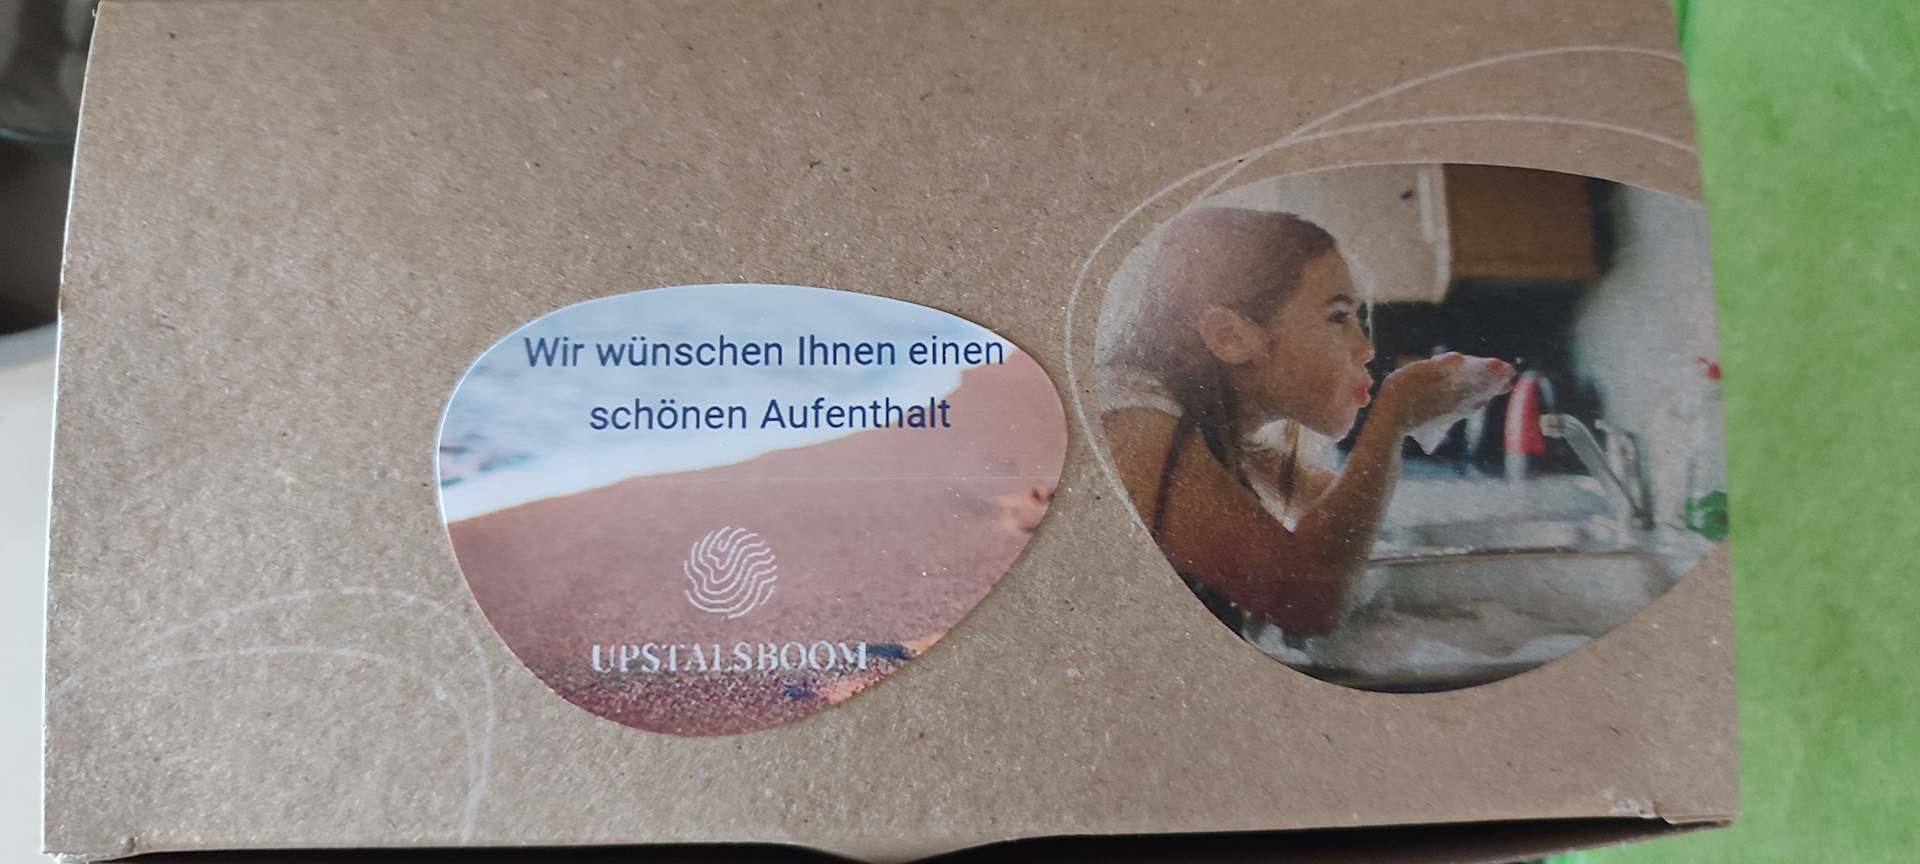 Wir wünschen Ihnen einen
schönen Aufenthalt
UPSTALSBOOM